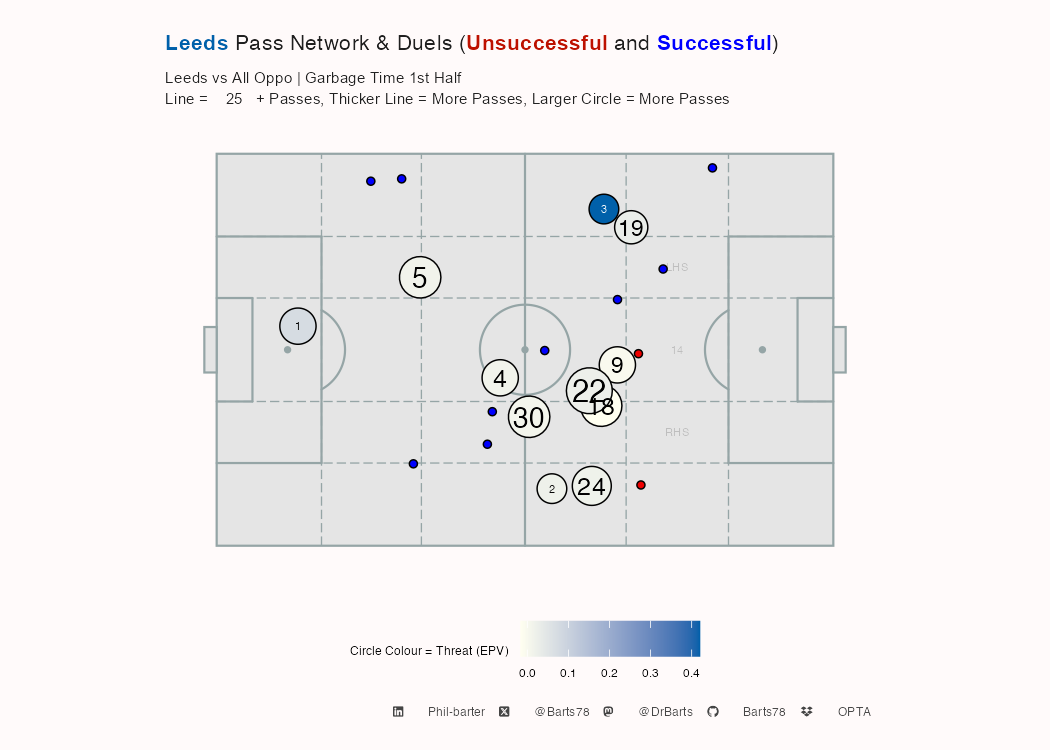 Leeds Pass Network & Duels (Unsuccessful and Successful)
Leeds vs All Oppo | Garbage Time 1st Half
Line = 25 + Passes, Thicker Line = More Passes, Larger Circle = More Passes
3
19
LHS
5
1
14
9
4
22
18
30
RHS
2
24
Circle Colour = Threat (EPV)
0.0 0.1 0.2 0.3 0.4
Phil-barter @Barts78 @DrBarts Barts78 OPTA